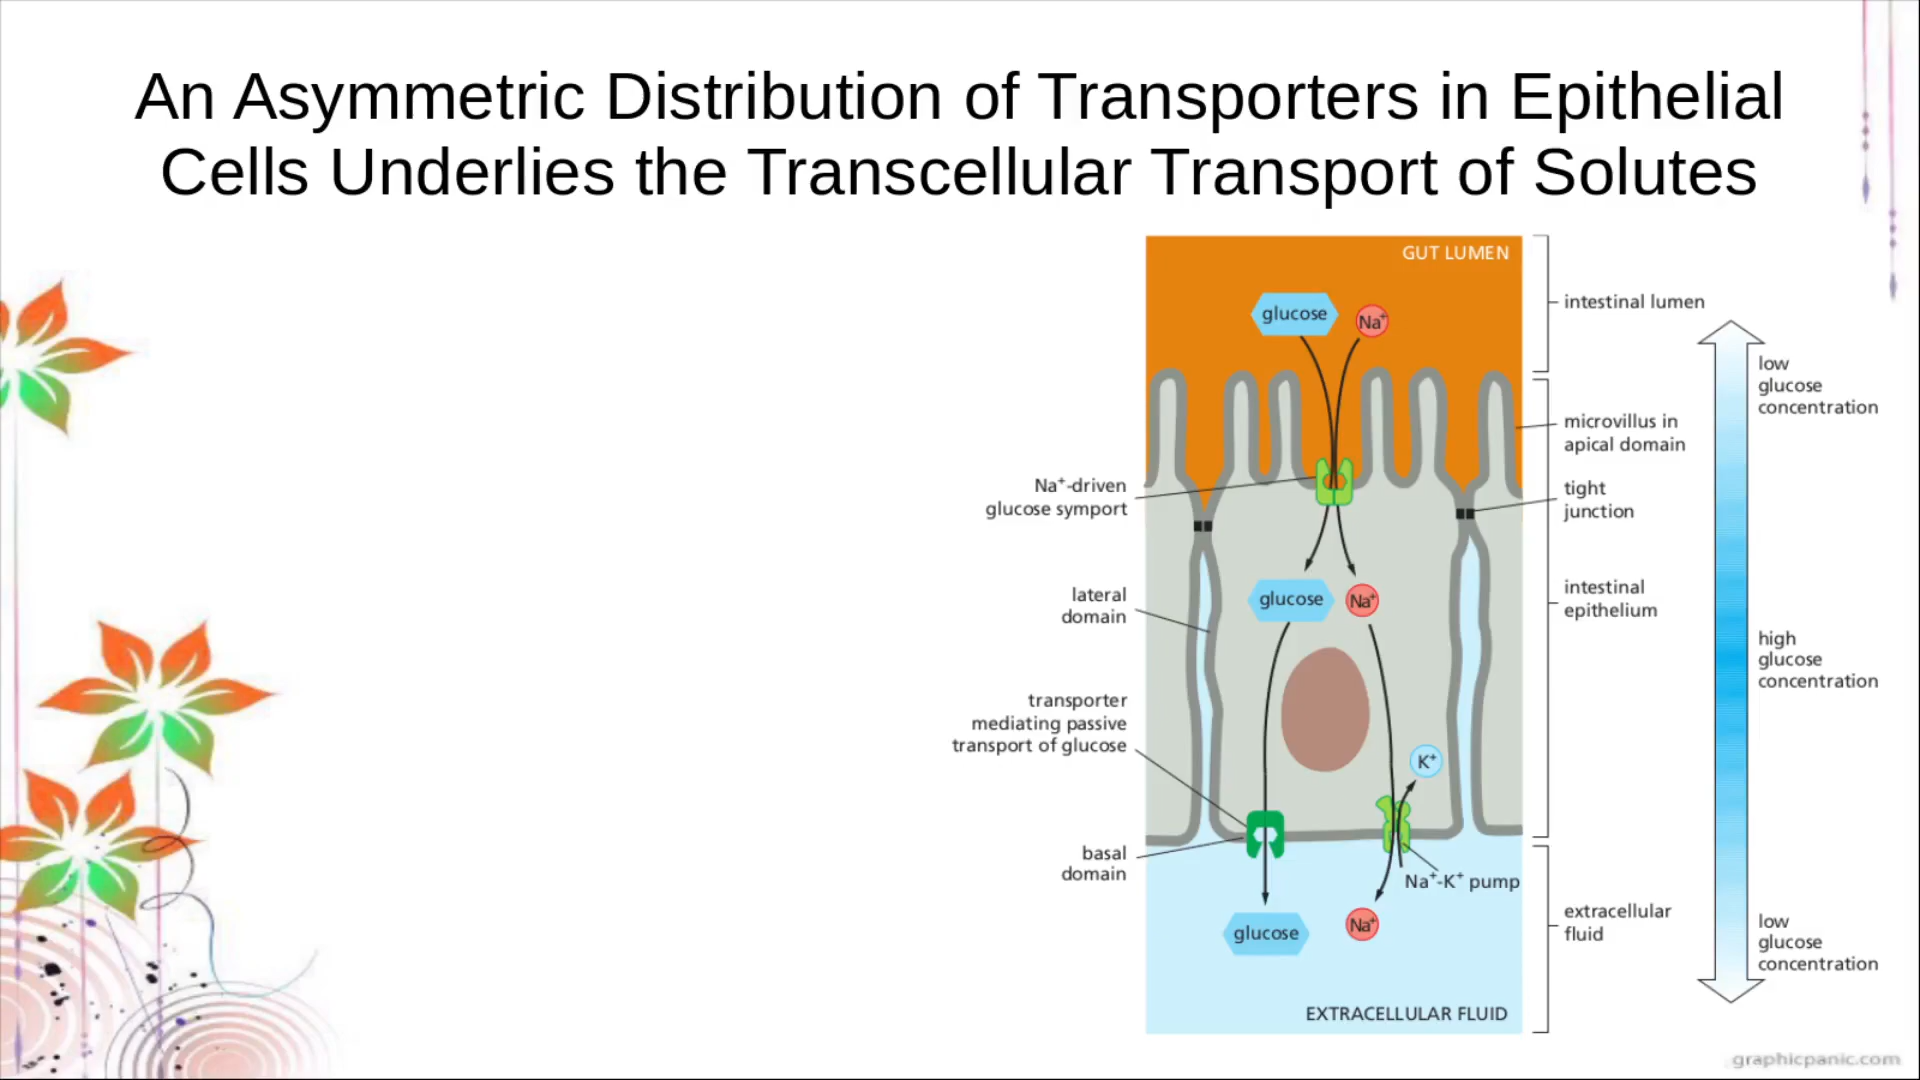 An Asymmetric Distribution of Transporters in Epithelial
Cells Underlies the Transcellular Transport of Solutes
GUT LUMEN
glucose
Na⁺
intestinal lumen
low
glucose
concentration
microvillus in
apical domain
Na⁺-driven
glucose symport
tight
junction
lateral
domain
glucose
Na⁺
intestinal
epithelium
high
glucose
concentration
transporter
mediating passive
transport of glucose
K⁺
basal
domain
Na⁺-K⁺ pump
glucose
Na⁺
extracellular
fluid
low
glucose
concentration
EXTRACELLULAR FLUID
graphicpanic.com